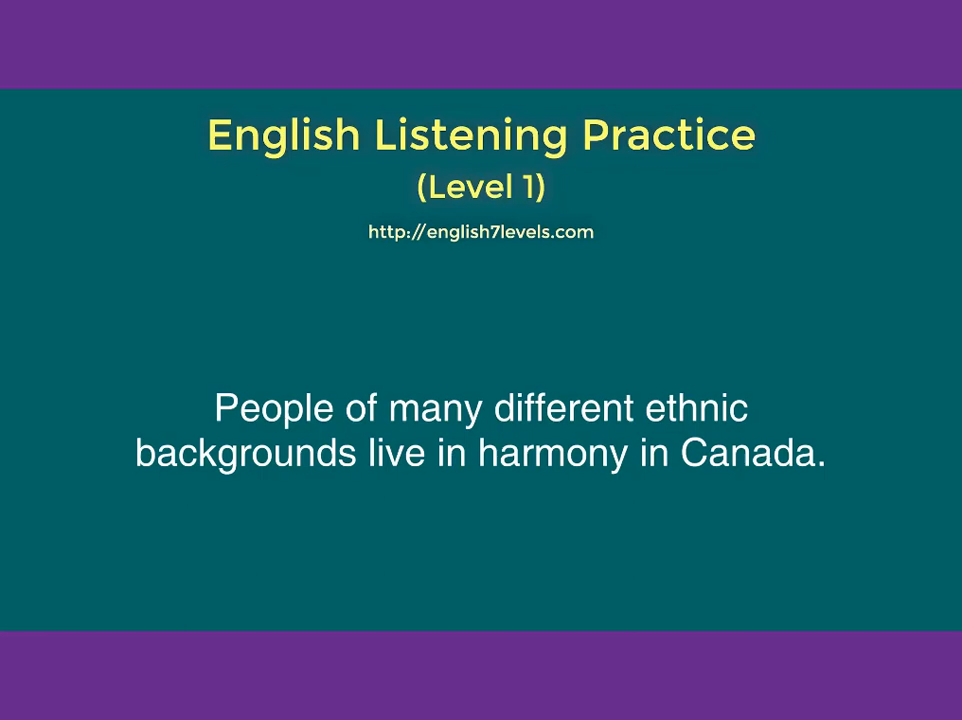 English Listening Practice
(Level 1)
http://english7levels.com
People of many different ethnic
backgrounds live in harmony in Canada.